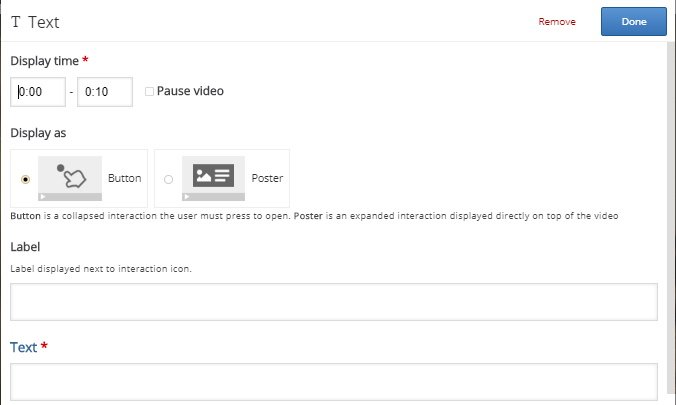 T Text Remove Done
Display time *
0:00 - 0:10 Pause video
Display as
Button Poster
Button is a collapsed interaction the user must press to open. Poster is an expanded interaction displayed directly on top of the video
Label
Label displayed next to interaction icon.
Text *